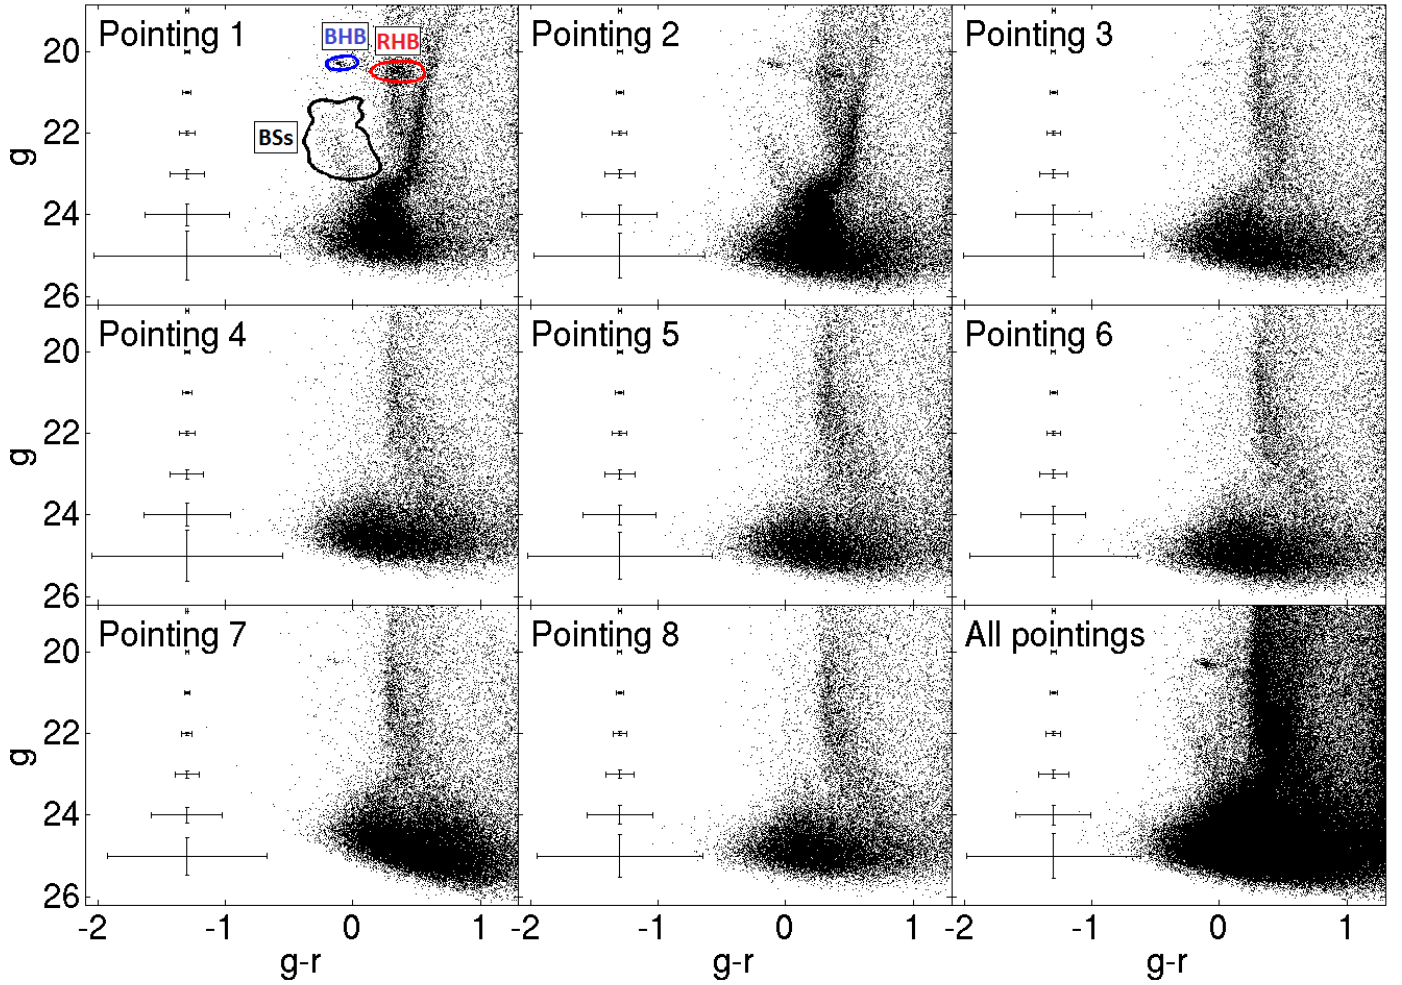 Pointing 1
BHB
RHB
BSs
Pointing 2
Pointing 3
20
22
24
26
g
Pointing 4
Pointing 5
Pointing 6
20
22
24
26
g
Pointing 7
Pointing 8
All pointings
20
22
24
26
g
-2 -1 0 1 -2 -1 0 1 -2 -1 0 1
g-r g-r g-r